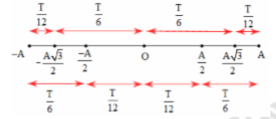 T/12 T/6 T/6 T/12
-A -A√3/2 -A/2 O A/2 A√3/2 A
T/6 T/12 T/12 T/6